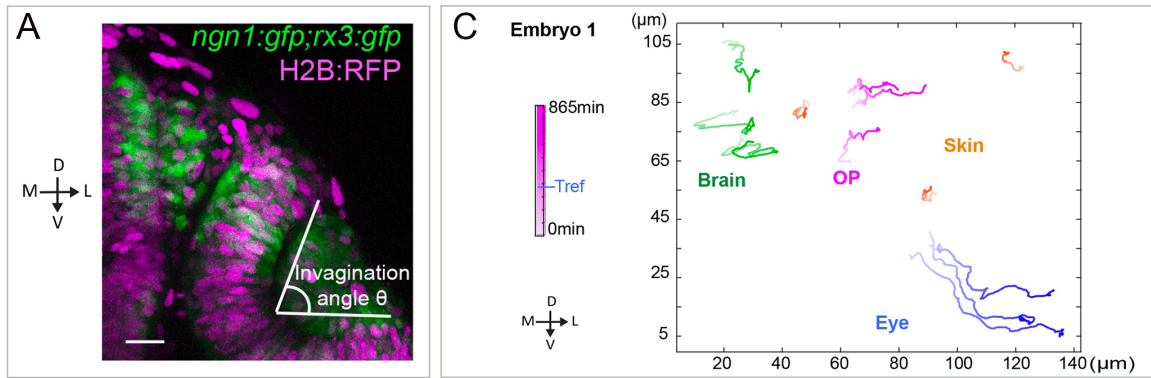 A
ngn1:gfp;rx3:gfp
H2B:RFP
D
M L
V
Invagination
angle θ
C
Embryo 1
865min
Tref
0min
D
M L
V
(µm)
105
85
65
45
25
5
Brain
OP
Skin
Eye
20 40 60 80 100 120 140 (µm)